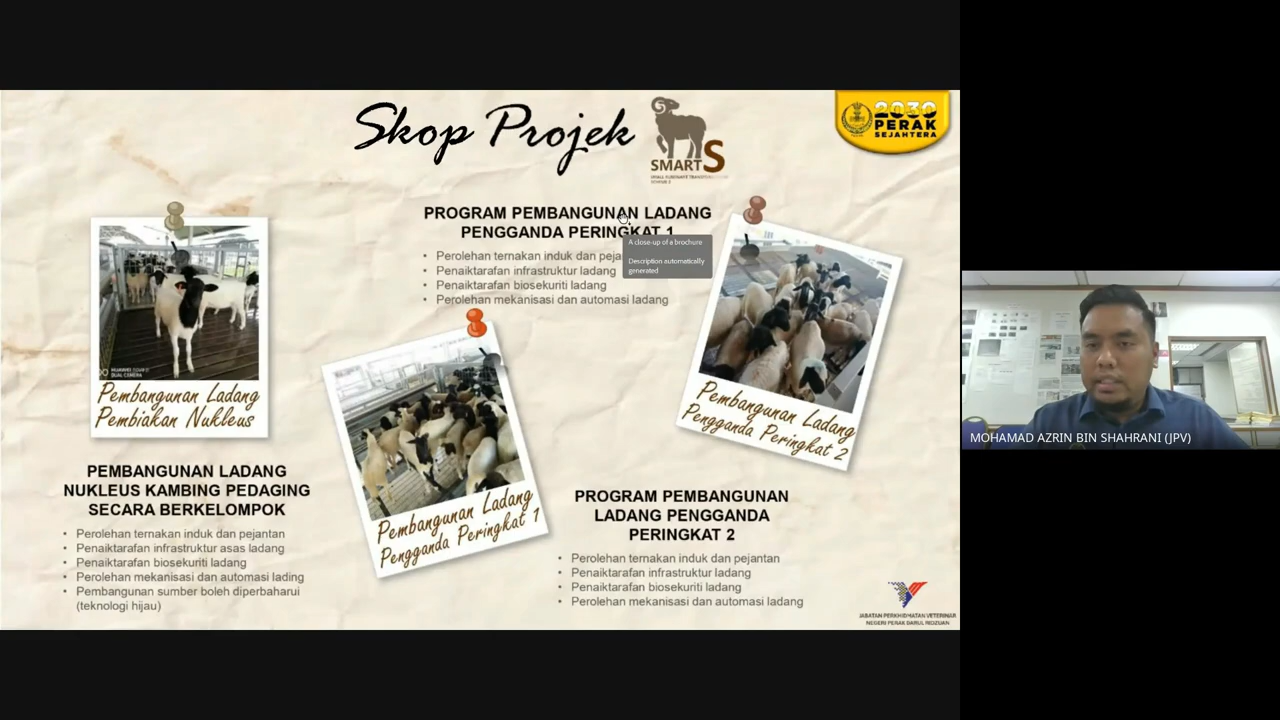 Skop Projek
SMARTS
2030
PERAK
SEJAHTERA
PROGRAM PEMBANGUNAN LADANG
PENGGANDA PERINGKAT 1
• Perolehan ternakan induk dan peja
• Penaiktarafan infrastruktur ladang
• Penaiktarafan biosekuriti ladang
• Perolehan mekanisasi dan automasi ladang
A close-up of a brochure
Description automatically
generated
HUAWEI
DUAL CAMERA
Pembangunan Ladang
Pembiakan Nukleus
Pembangunan Ladang
Pengganda Peringkat 1
Pembangunan Ladang
Pengganda Peringkat 2
PEMBANGUNAN LADANG
NUKLEUS KAMBING PEDAGING
SECARA BERKELOMPOK
• Perolehan ternakan induk dan pejantan
• Penaiktarafan infrastruktur asas ladang
• Penaiktarafan biosekuriti ladang
• Perolehan mekanisasi dan automasi lading
• Pembangunan sumber boleh diperbaharui
(teknologi hijau)
PROGRAM PEMBANGUNAN
LADANG PENGGANDA
PERINGKAT 2
• Perolehan ternakan induk dan pejantan
• Penaiktarafan infrastruktur ladang
• Penaiktarafan biosekuriti ladang
• Perolehan mekanisasi dan automasi ladang
JABATAN PERKHIDMATAN VETERINAR
NEGERI PERAK DARUL RIDZUAN
MOHAMAD AZRIN BIN SHAHRANI (JPV)